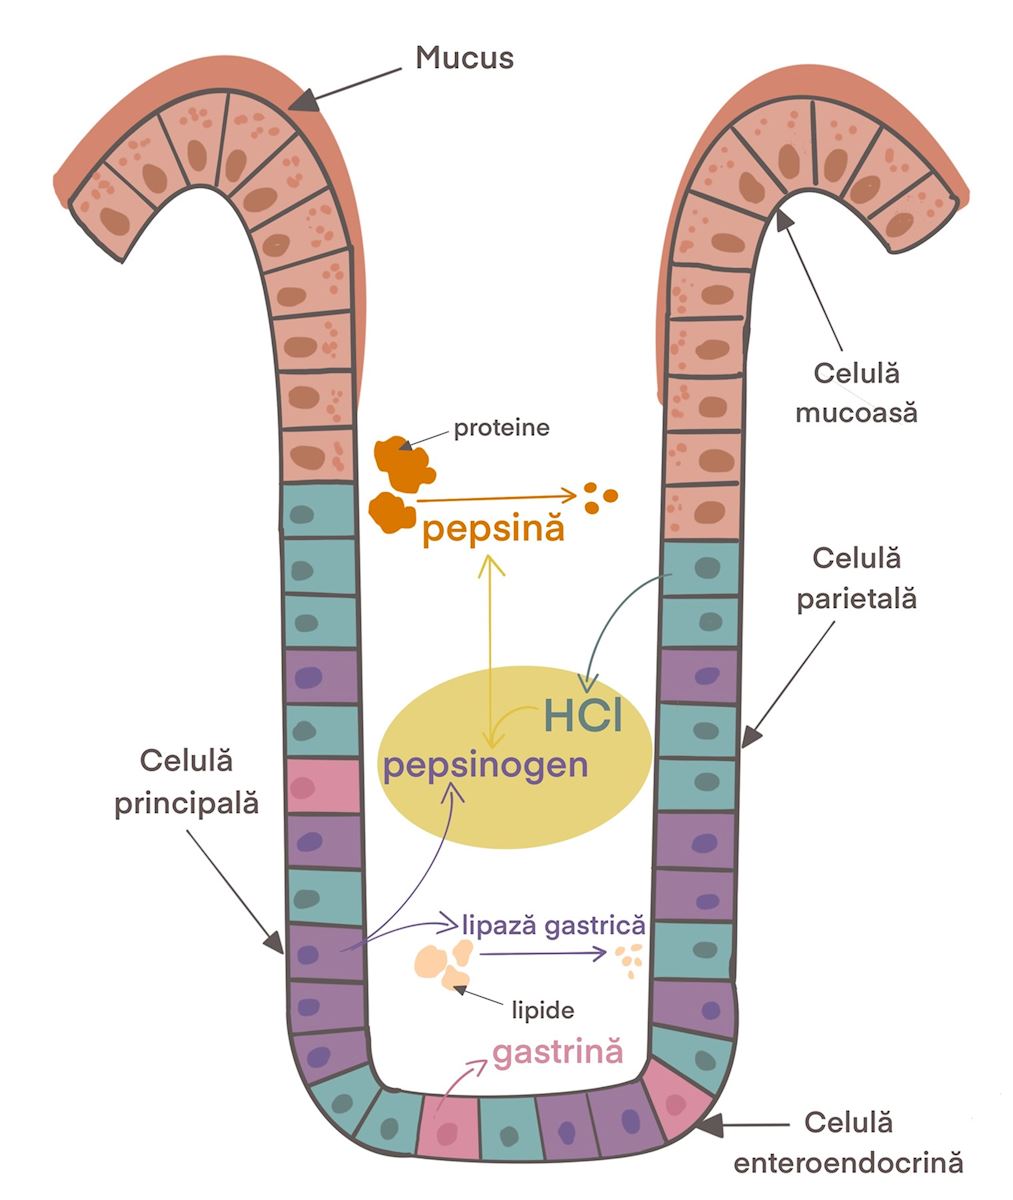 Mucus
Celulă
mucoasă
proteine
pepsină
Celulă
parietală
HCl
pepsinogen
Celulă
principală
lipază gastrică
lipide
gastrină
Celulă
enteroendocrină